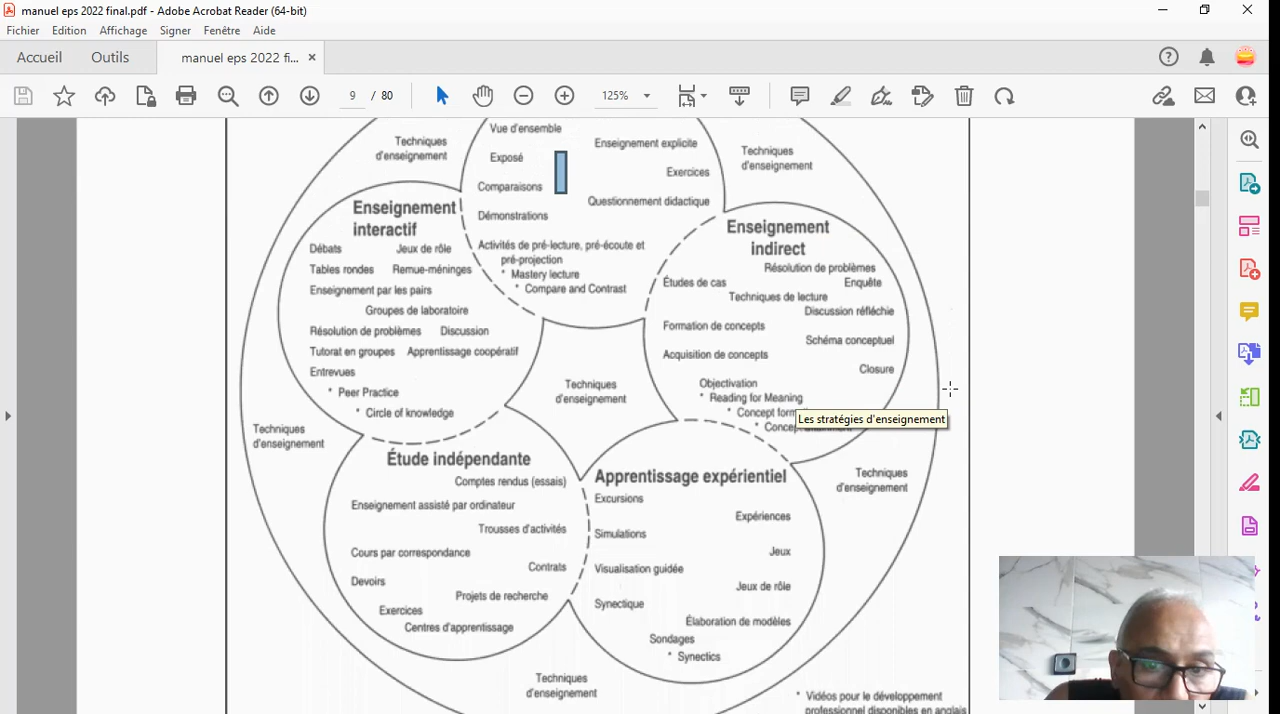 manuel eps 2022 final.pdf - Adobe Acrobat Reader (64-bit)
Fichier Edition Affichage Signer Fenêtre Aide
Accueil Outils manuel eps 2022 fi... ×
9 / 80 125%
Techniques
d'enseignement
Vue d'ensemble
Exposé
Comparaisons
Démonstrations
Enseignement explicite
Exercices
Questionnement didactique
Activités de pré-lecture, pré-écoute et
pré-projection
* Mastery lecture
* Compare and Contrast
Techniques
d'enseignement
Enseignement
interactif
Débats Jeux de rôle
Tables rondes Remue-méninges
Enseignement par les pairs
Groupes de laboratoire
Résolution de problèmes Discussion
Tutorat en groupes Apprentissage coopératif
Entrevues
* Peer Practice
* Circle of knowledge
Enseignement
indirect
Résolution de problèmes
Études de cas Enquête
Techniques de lecture
Discussion réfléchie
Formation de concepts
Schéma conceptuel
Acquisition de concepts
Closure
Objectivation
* Reading for Meaning
* Concept
Les stratégies d'enseignement
Techniques
d'enseignement
Techniques
d'enseignement
Techniques
d'enseignement
Étude indépendante
Comptes rendus (essais)
Enseignement assisté par ordinateur
Trousses d'activités
Cours par correspondance
Contrats
Devoirs
Projets de recherche
Exercices
Centres d'apprentissage
Apprentissage expérientiel
Excursions
Expériences
Simulations
Jeux
Visualisation guidée
Jeux de rôle
Synectique
Élaboration de modèles
Sondages
* Synectics
Techniques
d'enseignement
* Vidéos pour le développement
professionnel disponibles en anglais